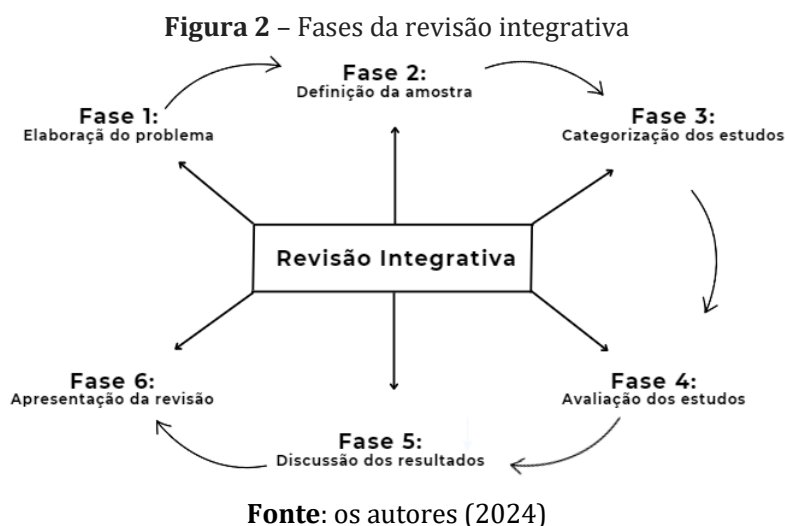 Figura 2 – Fases da revisão integrativa
Fase 1:
Elaboraçã do problema
Fase 2:
Definição da amostra
Fase 3:
Categorização dos estudos
Revisão Integrativa
Fase 4:
Avaliação dos estudos
Fase 5:
Discussão dos resultados
Fase 6:
Apresentação da revisão
Fonte: os autores (2024)